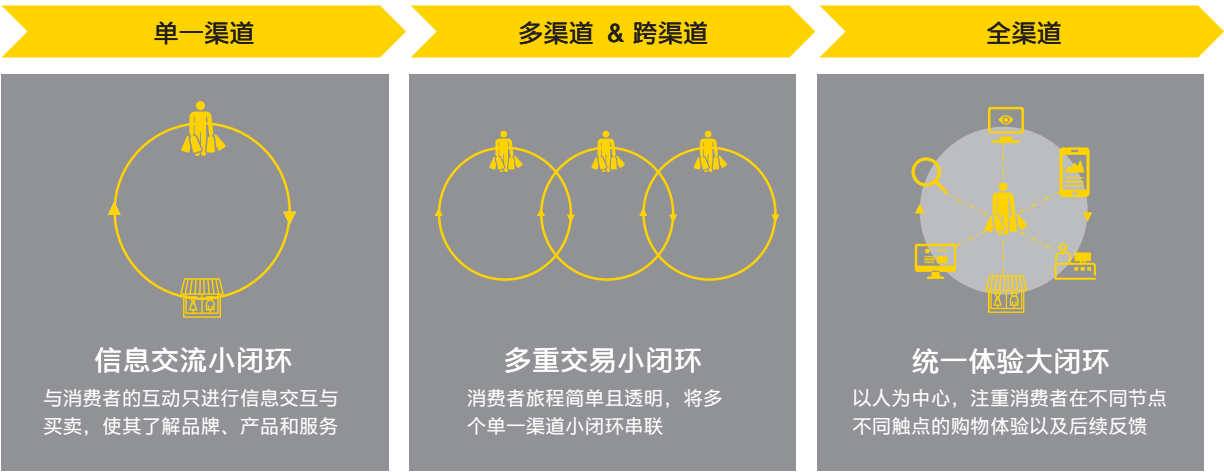 单一渠道
多渠道 & 跨渠道
全渠道
信息交流小闭环
与消费者的互动只进行信息交互与
买卖，使其了解品牌、产品和服务
多重交易小闭环
消费者旅程简单且透明，将多
个单一渠道小闭环串联
统一体验大闭环
以人为中心，注重消费者在不同节点
不同触点的购物体验以及后续反馈